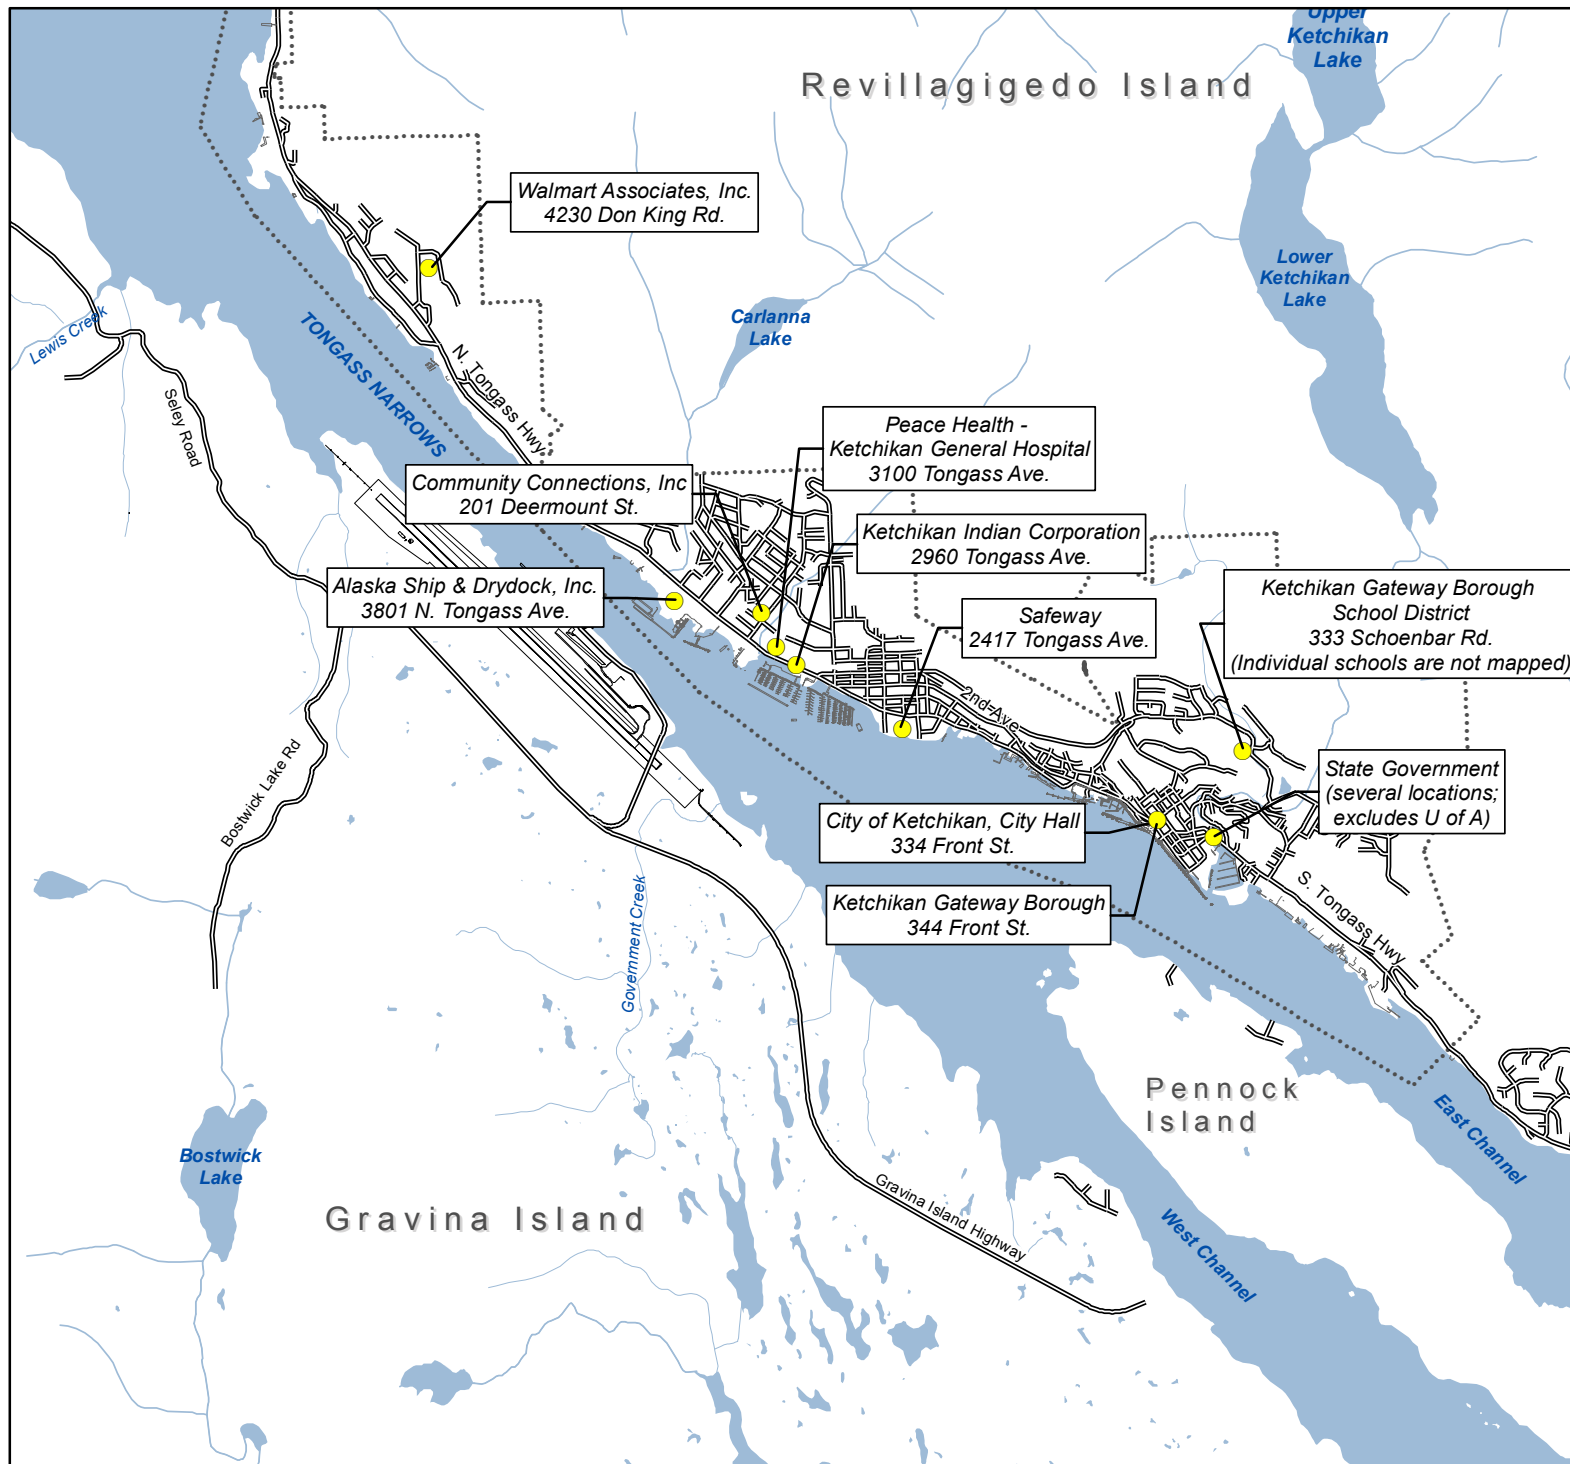 Upper
Ketchikan
Lake
Revillagigedo Island
Walmart Associates, Inc.
4230 Don King Rd.
Lower
Ketchikan
Lake
Carlanna
Lake
Lewis Creek
TONGASS NARROWS
N. Tongass Hwy
Seley Road
Peace Health -
Ketchikan General Hospital
3100 Tongass Ave.
Community Connections, Inc
201 Deermount St.
Ketchikan Indian Corporation
2960 Tongass Ave.
Alaska Ship & Drydock, Inc.
3801 N. Tongass Ave.
Safeway
2417 Tongass Ave.
Ketchikan Gateway Borough
School District
333 Schoenbar Rd.
(Individual schools are not mapped)
2nd Ave
Bostwick Lake Rd
State Government
(several locations;
excludes U of A)
City of Ketchikan, City Hall
334 Front St.
Ketchikan Gateway Borough
344 Front St.
S. Tongass Hwy
Government Creek
Pennock
Island
East Channel
Bostwick
Lake
Gravina Island
Gravina Island Highway
West Channel